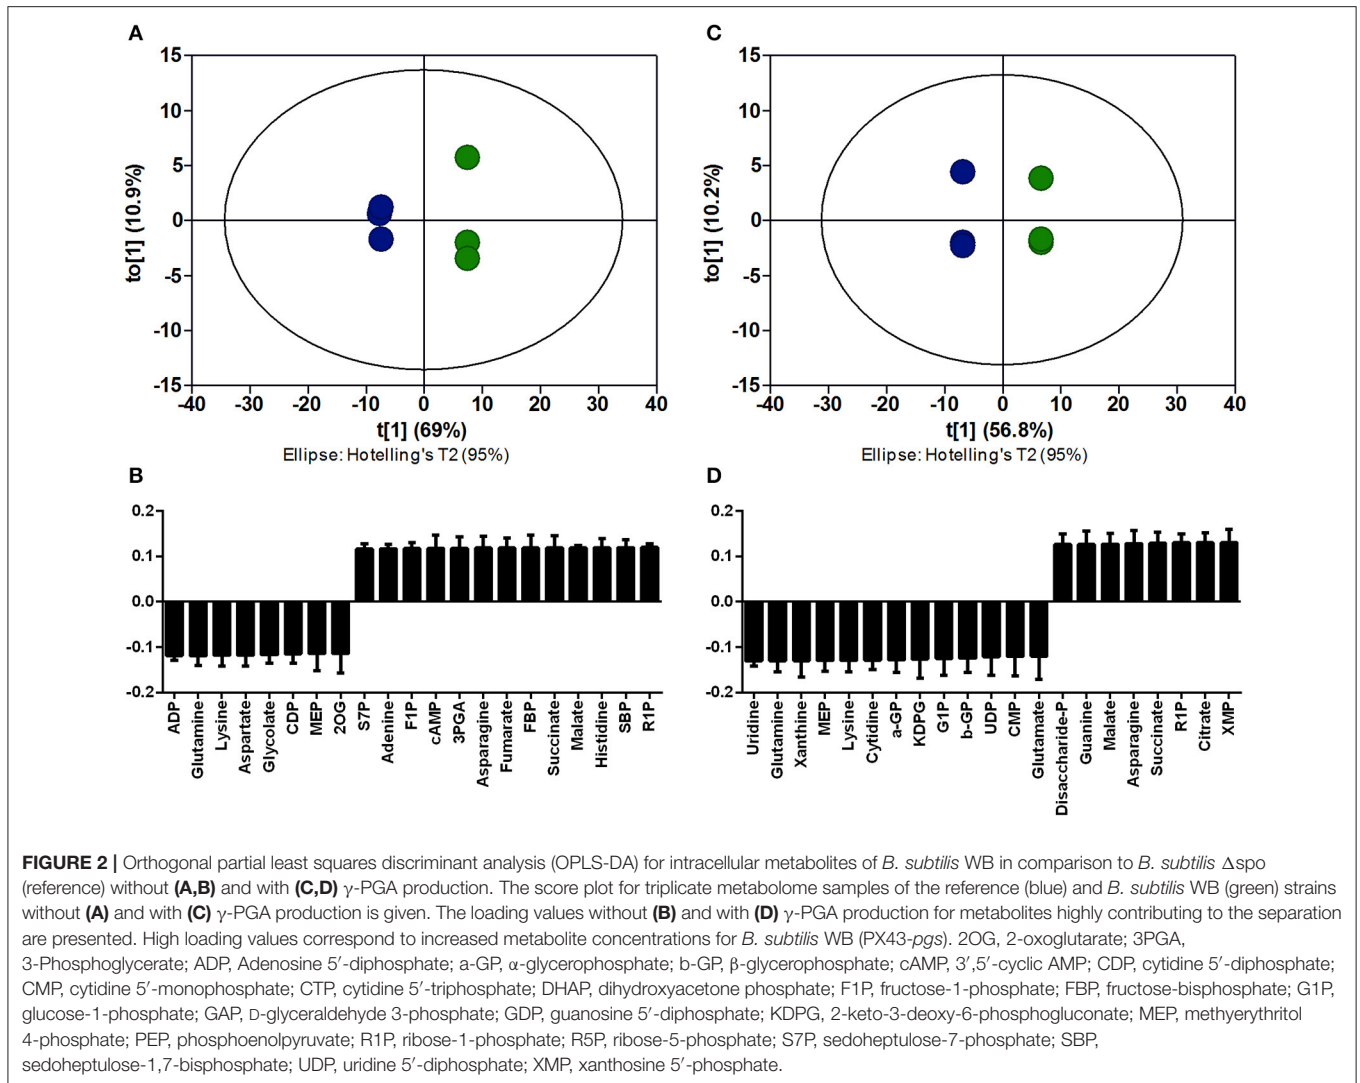 A
15
10
5
0
-5
-10
-15
to[1] (10.9%)
-40 -30 -20 -10 0 10 20 30 40
t[1] (69%)
Ellipse: Hotelling's T2 (95%)
C
15
10
5
0
-5
-10
-15
to[1] (10.2%)
-40 -30 -20 -10 0 10 20 30 40
t[1] (56.8%)
Ellipse: Hotelling's T2 (95%)
B
0.2
0.1
0.0
-0.1
-0.2
ADP
Glutamine
Lysine
Aspartate
Glycolate
CDP
MEP
2OG
S7P
Adenine
F1P
cAMP
3PGA
Asparagine
Fumarate
FBP
Succinate
Malate
Histidine
SBP
R1P
D
0.2
0.1
0.0
-0.1
-0.2
Uridine
Glutamine
Xanthine
MEP
Lysine
Cytidine
a-GP
KDPG
G1P
b-GP
UDP
CMP
Glutamate
Disaccharide-P
Guanine
Malate
Asparagine
Succinate
R1P
Citrate
XMP
FIGURE 2 | Orthogonal partial least squares discriminant analysis (OPLS-DA) for intracellular metabolites of B. subtilis WB in comparison to B. subtilis Δspo
(reference) without (A,B) and with (C,D) γ-PGA production. The score plot for triplicate metabolome samples of the reference (blue) and B. subtilis WB (green) strains
without (A) and with (C) γ-PGA production is given. The loading values without (B) and with (D) γ-PGA production for metabolites highly contributing to the separation
are presented. High loading values correspond to increased metabolite concentrations for B. subtilis WB (PX43-pgs). 2OG, 2-oxoglutarate; 3PGA,
3-Phosphoglycerate; ADP, Adenosine 5′-diphosphate; a-GP, α-glycerophosphate; b-GP, β-glycerophosphate; cAMP, 3′,5′-cyclic AMP; CDP, cytidine 5′-diphosphate;
CMP, cytidine 5′-monophosphate; CTP, cytidine 5′-triphosphate; DHAP, dihydroxyacetone phosphate; F1P, fructose-1-phosphate; FBP, fructose-bisphosphate; G1P,
glucose-1-phosphate; GAP, D-glyceraldehyde 3-phosphate; GDP, guanosine 5′-diphosphate; KDPG, 2-keto-3-deoxy-6-phosphogluconate; MEP, methyerythritol
4-phosphate; PEP, phosphoenolpyruvate; R1P, ribose-1-phosphate; R5P, ribose-5-phosphate; S7P, sedoheptulose-7-phosphate; SBP,
sedoheptulose-1,7-bisphosphate; UDP, uridine 5′-diphosphate; XMP, xanthosine 5′-phosphate.